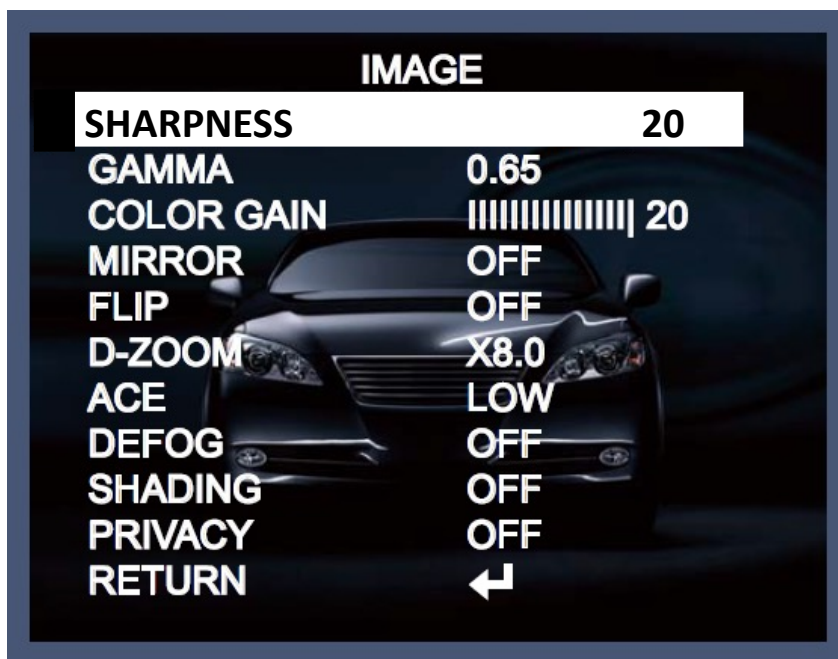 IMAGE
SHARPNESS 20
GAMMA 0.65
COLOR GAIN 20
MIRROR OFF
FLIP OFF
D-ZOOM X8.0
ACE LOW
DEFOG OFF
SHADING OFF
PRIVACY OFF
RETURN ↵